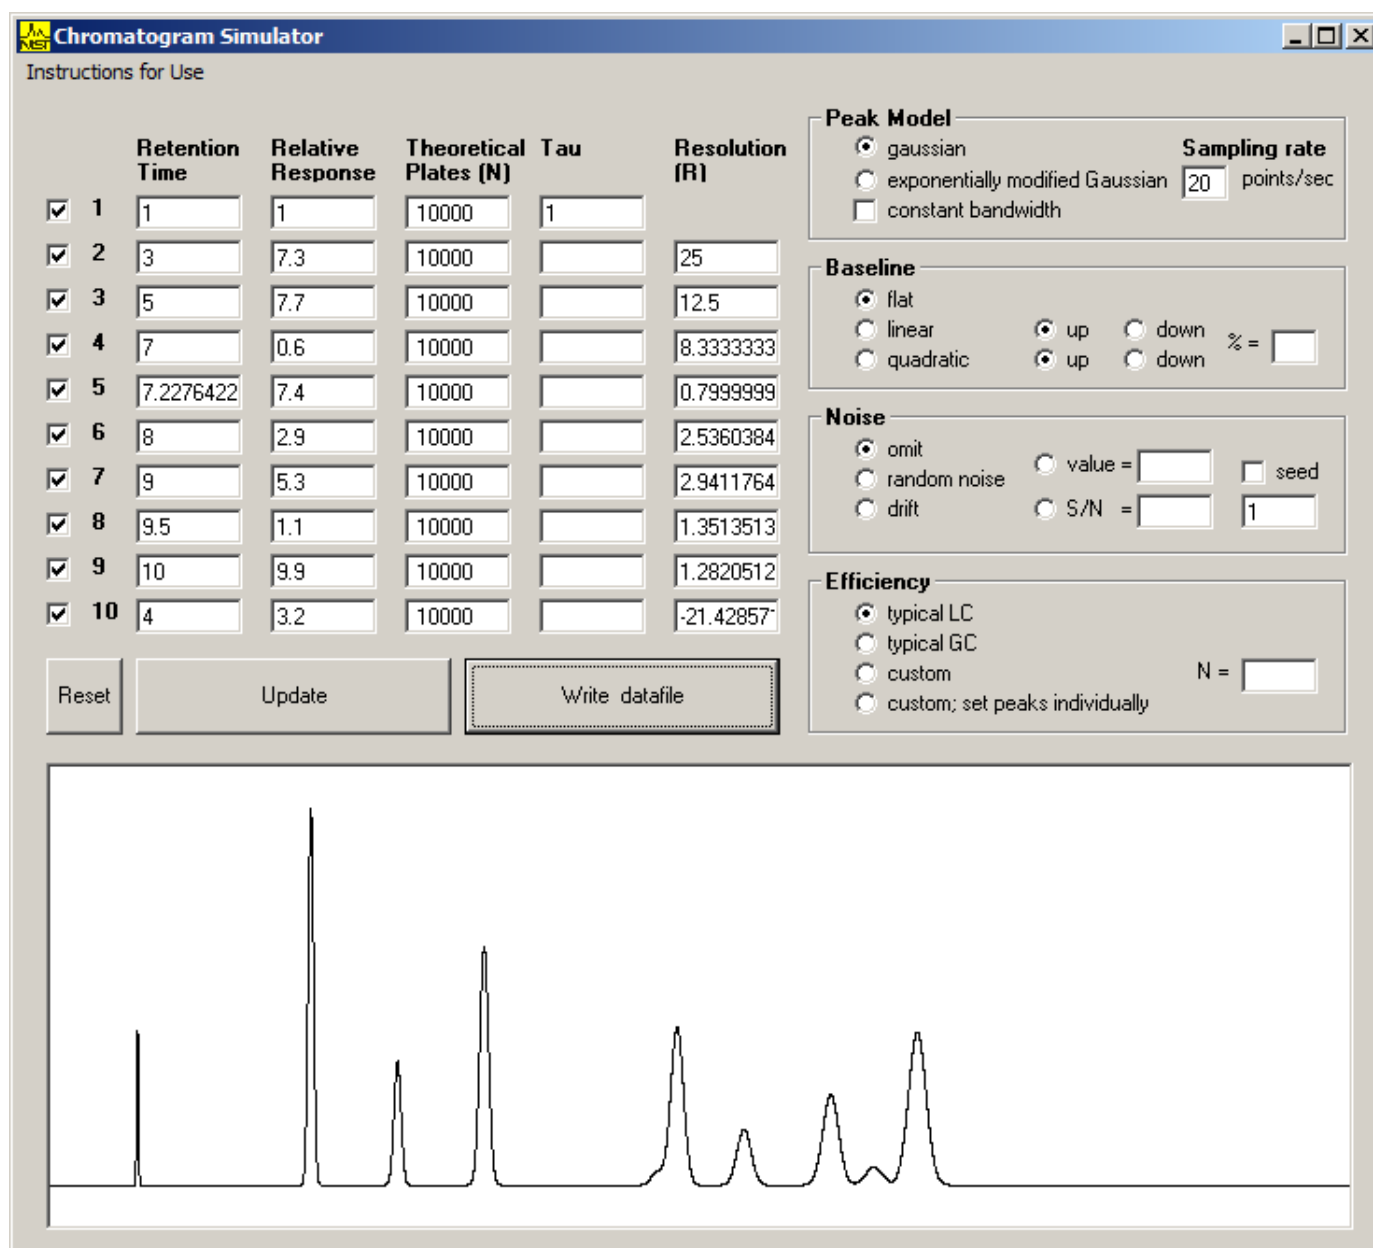 NIST
Chromatogram Simulator
Instructions for Use
Retention Time
Relative Response
Theoretical Plates (N)
Tau
Resolution (R)
1 1 1 10000 1
2 3 7.3 10000 25
3 5 7.7 10000 12.5
4 7 0.6 10000 8.3333333
5 7.2276422 7.4 10000 0.7999999
6 8 2.9 10000 2.5360384
7 9 5.3 10000 2.9411764
8 9.5 1.1 10000 1.3513513
9 10 9.9 10000 1.2820512
10 4 3.2 10000 -21.42857
Reset Update Write datafile
Peak Model
gaussian
exponentially modified Gaussian
constant bandwidth
Sampling rate
20 points/sec
Baseline
flat
linear up down
quadratic up down
% =
Noise
omit
random noise
drift
value =
S/N =
seed
1
Efficiency
typical LC
typical GC
custom
custom; set peaks individually
N =